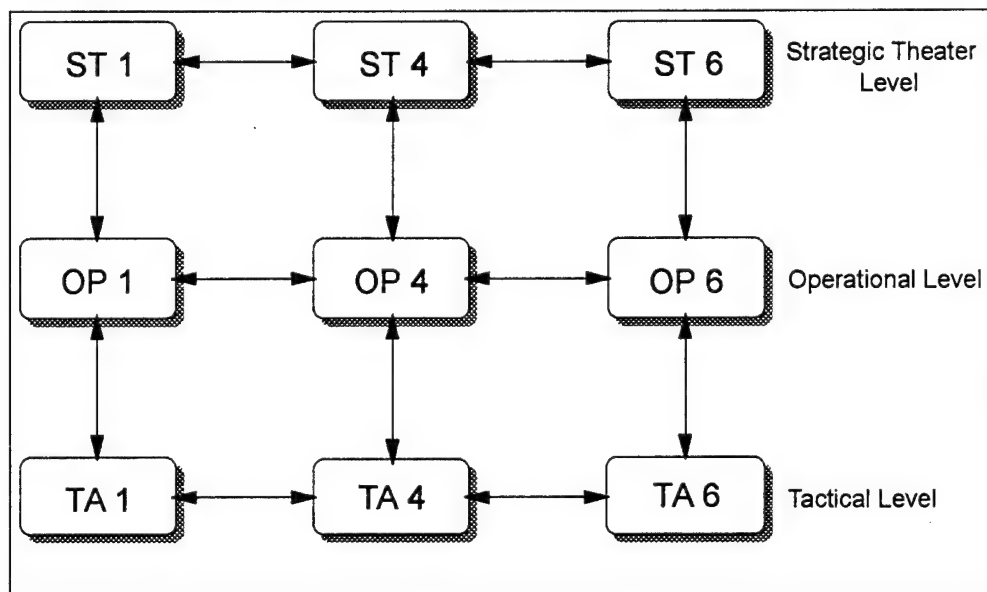 ST 1
ST 4
ST 6
Strategic Theater
Level
OP 1
OP 4
OP 6
Operational Level
TA 1
TA 4
TA 6
Tactical Level